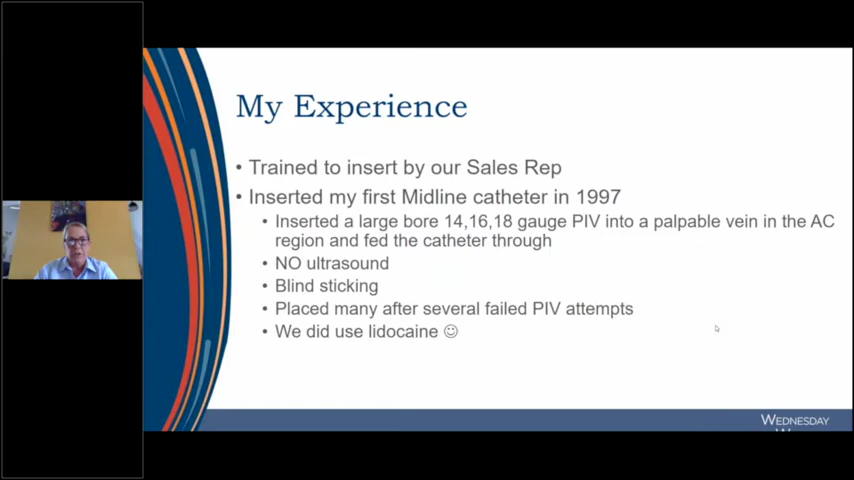 My Experience
• Trained to insert by our Sales Rep
• Inserted my first Midline catheter in 1997
• Inserted a large bore 14,16,18 gauge PIV into a palpable vein in the AC
region and fed the catheter through
• NO ultrasound
• Blind sticking
• Placed many after several failed PIV attempts
• We did use lidocaine ☺
WEDNESDAY